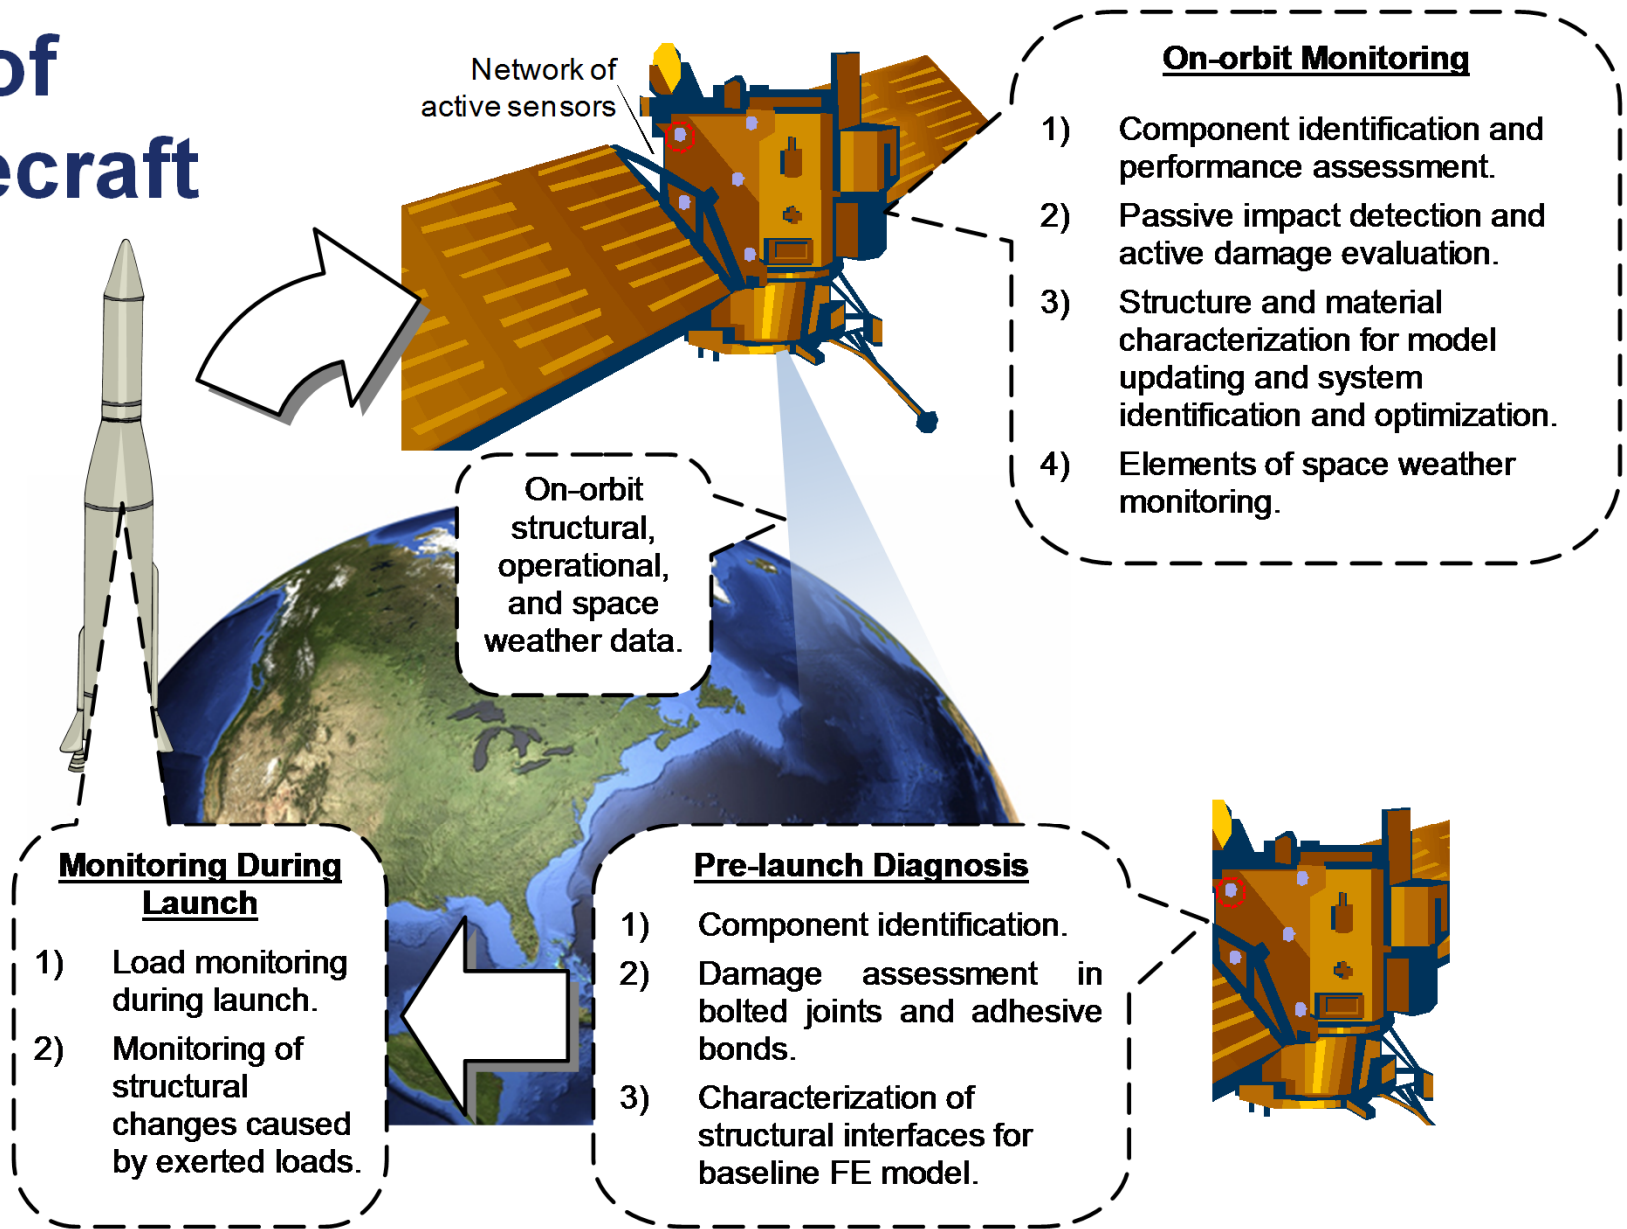 of
ecraft
Network of
active sensors
On-orbit Monitoring
1) Component identification and
performance assessment.
2) Passive impact detection and
active damage evaluation.
3) Structure and material
characterization for model
updating and system
identification and optimization.
4) Elements of space weather
monitoring.
On-orbit
structural,
operational,
and space
weather data.
Monitoring During
Launch
1) Load monitoring
during launch.
2) Monitoring of
structural
changes caused
by exerted loads.
Pre-launch Diagnosis
1) Component identification.
2) Damage assessment in
bolted joints and adhesive
bonds.
3) Characterization of
structural interfaces for
baseline FE model.